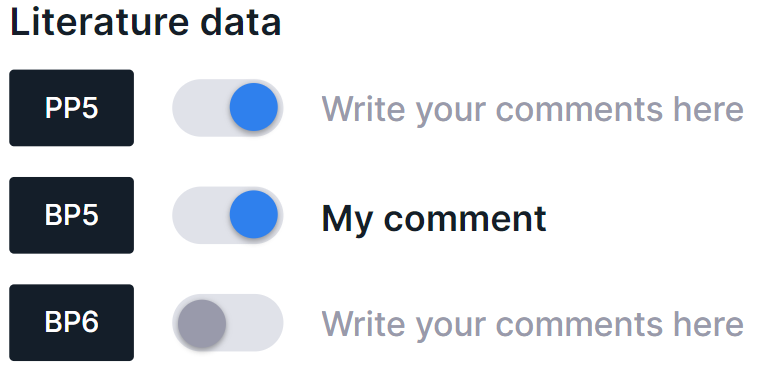 Literature data
PP5 Write your comments here
BP5 My comment
BP6 Write your comments here